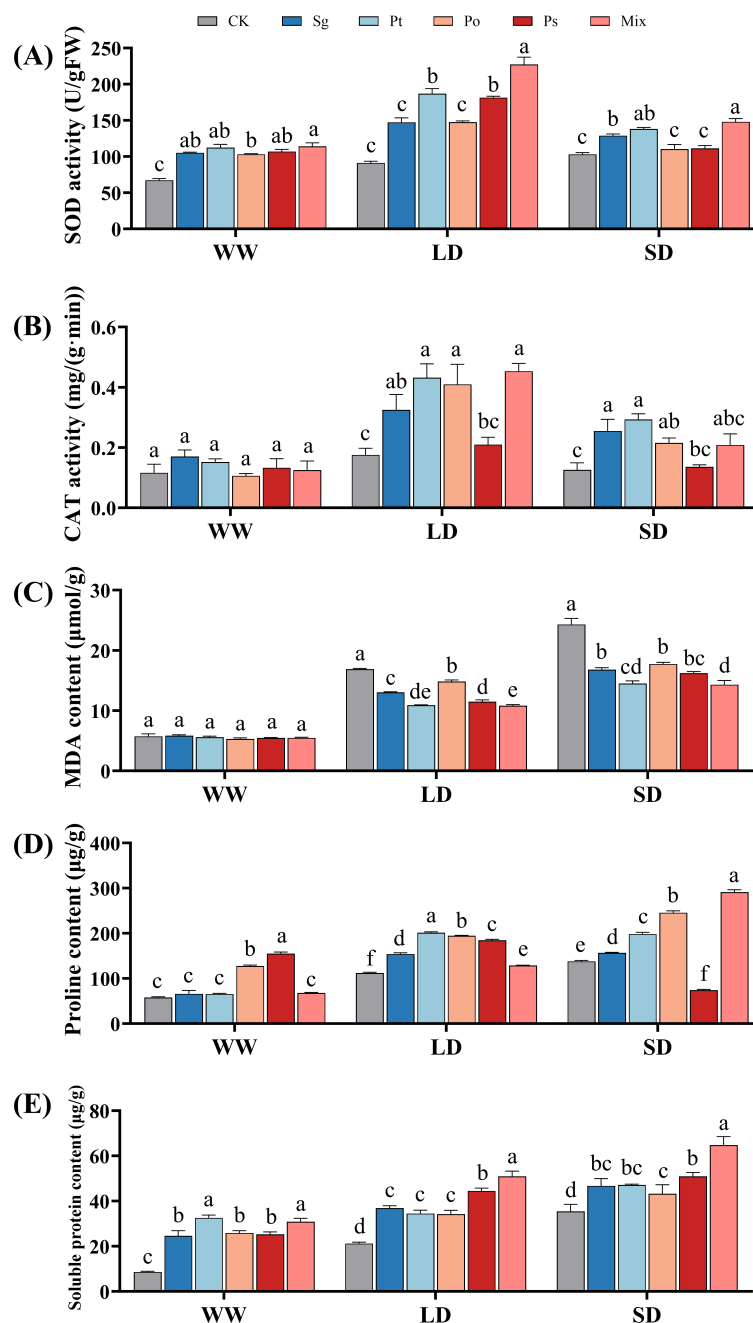 CK Sg Pt Po Ps Mix
(A)
SOD activity (U/gFW)
250
200
150
100
50
0
c ab ab b ab a
c c b c b a
c b ab c c a
WW LD SD
(B)
CAT activity (mg/(g·min))
0.6
0.4
0.2
0.0
a a a a a a
c ab a a bc a
c a a ab bc abc
WW LD SD
(C)
MDA content (μmol/g)
30
20
10
0
a a a a a a
a c de b d e
a b cd b bc d
WW LD SD
(D)
Proline content (μg/g)
400
300
200
100
0
c c c b a c
f d a b c e
e d c b f a
WW LD SD
(E)
Soluble protein content (μg/g)
80
60
40
20
0
c b a b b a
d c c c b a
d bc bc c b a
WW LD SD